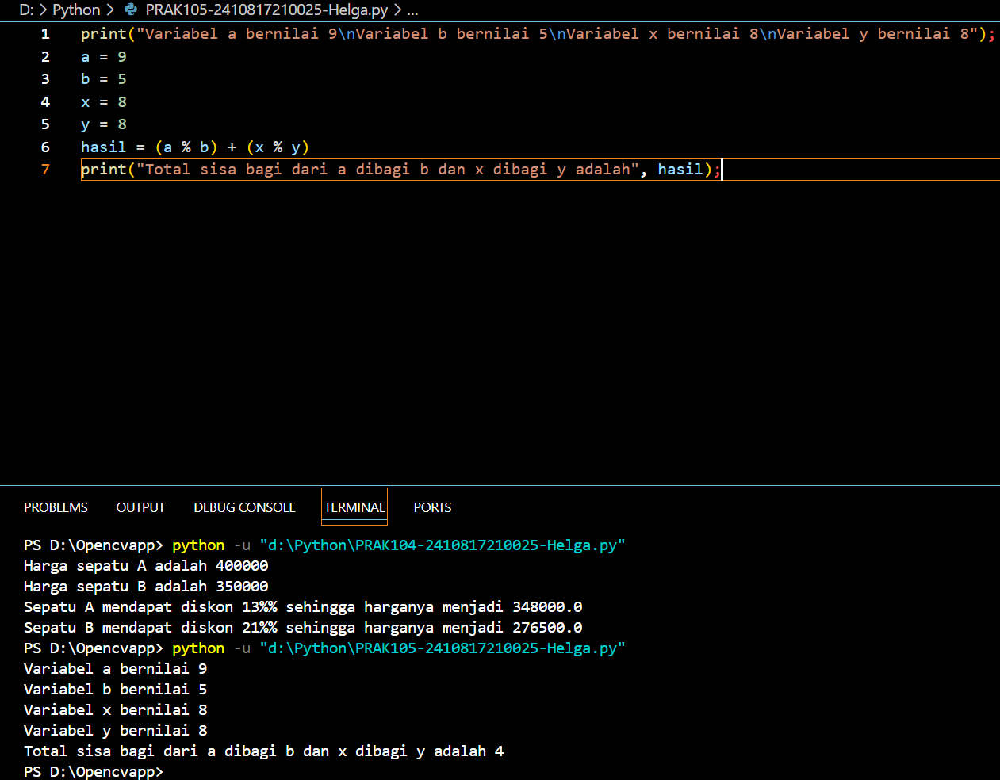 D: > Python > PRAK105-2410817210025-Helga.py > ...
1 print("Variabel a bernilai 9\nVariabel b bernilai 5\nVariabel x bernilai 8\nVariabel y bernilai 8");
2 a = 9
3 b = 5
4 x = 8
5 y = 8
6 hasil = (a % b) + (x % y)
7 print("Total sisa bagi dari a dibagi b dan x dibagi y adalah", hasil);
PROBLEMS OUTPUT DEBUG CONSOLE TERMINAL PORTS
PS D:\Opencvapp> python -u "d:\Python\PRAK104-2410817210025-Helga.py"
Harga sepatu A adalah 400000
Harga sepatu B adalah 350000
Sepatu A mendapat diskon 13%% sehingga harganya menjadi 348000.0
Sepatu B mendapat diskon 21%% sehingga harganya menjadi 276500.0
PS D:\Opencvapp> python -u "d:\Python\PRAK105-2410817210025-Helga.py"
Variabel a bernilai 9
Variabel b bernilai 5
Variabel x bernilai 8
Variabel y bernilai 8
Total sisa bagi dari a dibagi b dan x dibagi y adalah 4
PS D:\Opencvapp>